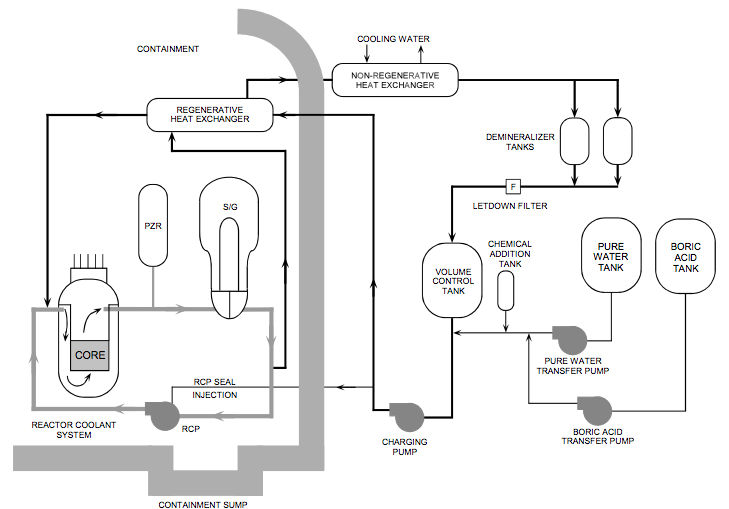 COOLING WATER
CONTAINMENT
NON-REGENERATIVE
HEAT EXCHANGER
REGENERATIVE
HEAT EXCHANGER
DEMINERALIZER
TANKS
F
LETDOWN FILTER
PZR
S/G
CHEMICAL
ADDITION
TANK
PURE
WATER
TANK
BORIC
ACID
TANK
VOLUME
CONTROL
TANK
CORE
PURE WATER
TRANSFER PUMP
RCP SEAL
INJECTION
REACTOR COOLANT
SYSTEM
RCP
CHARGING
PUMP
BORIC ACID
TRANSFER PUMP
CONTAINMENT SUMP